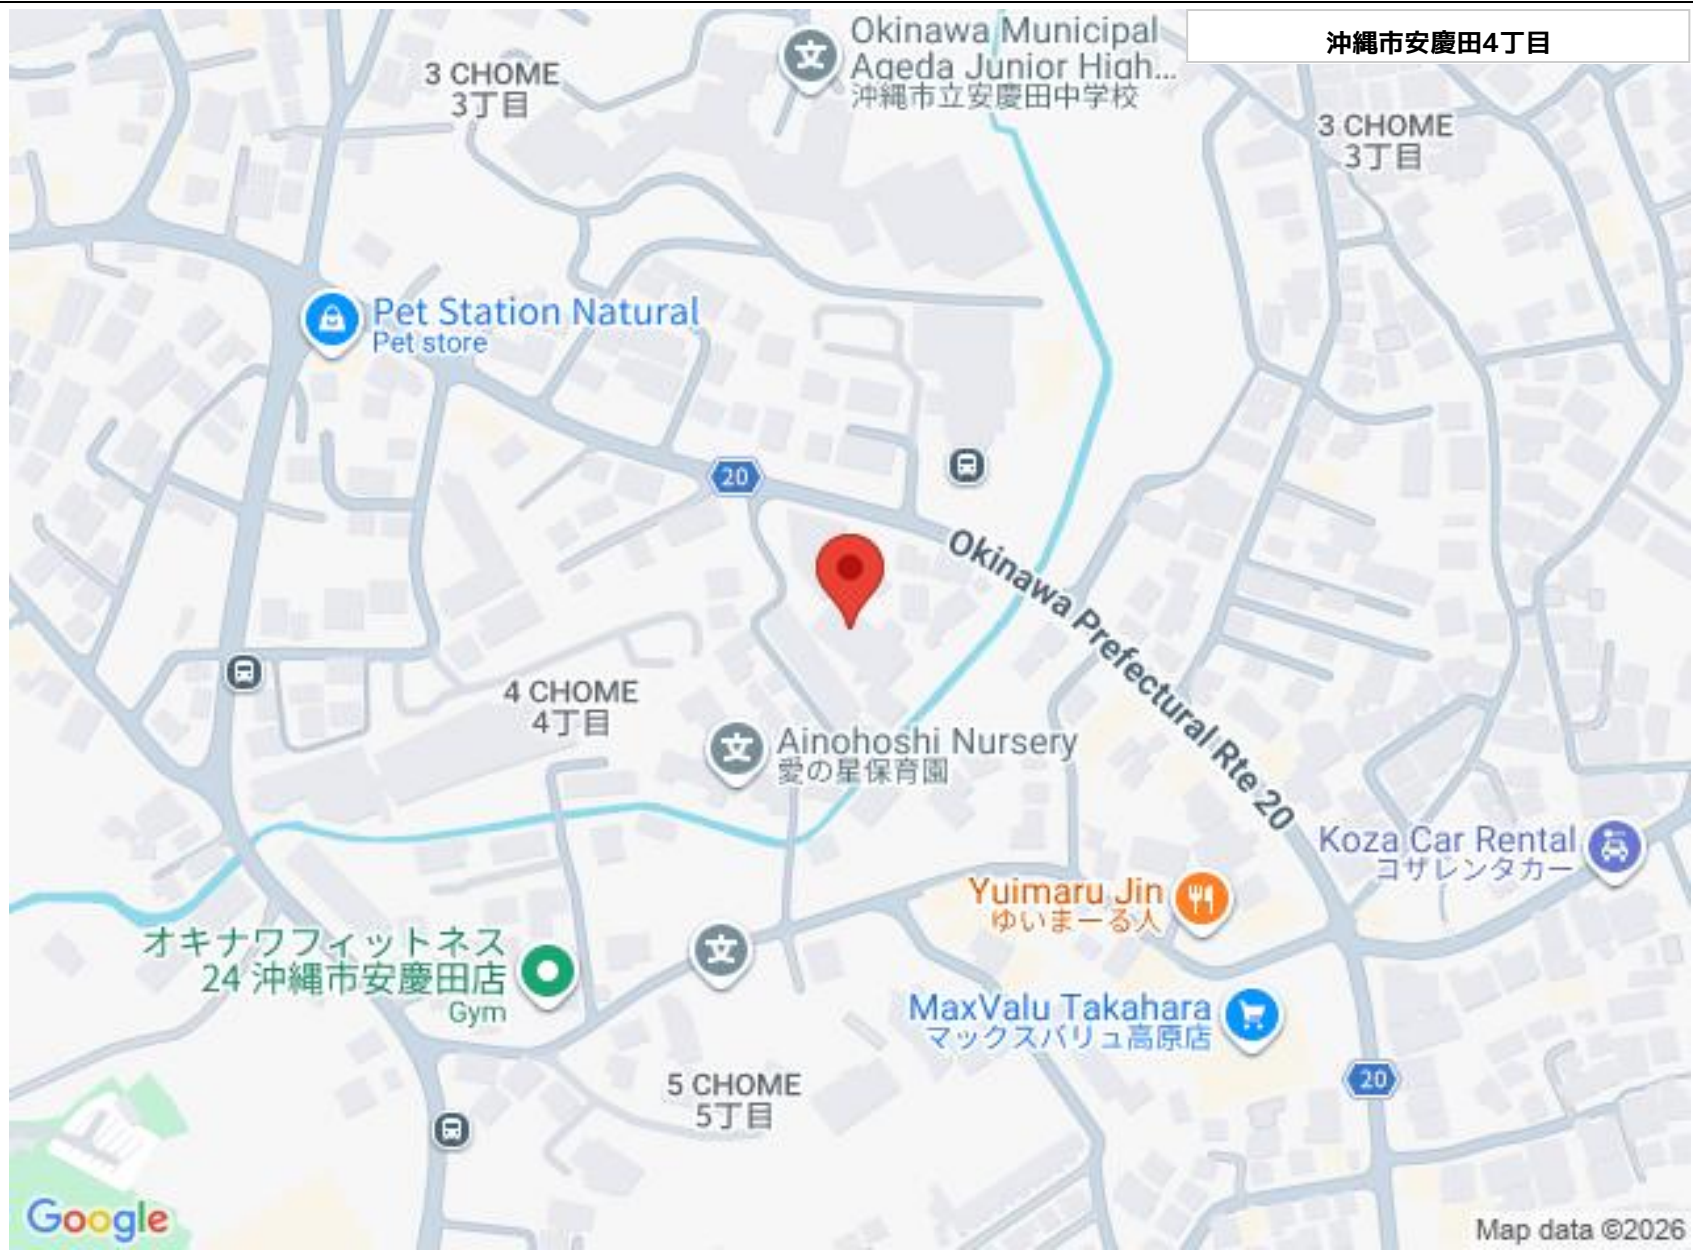 沖縄市安慶田4丁目
Okinawa Municipal
Ageda Junior High...
沖縄市立安慶田中学校
3 CHOME
3丁目
3 CHOME
3丁目
Pet Station Natural
Pet store
20
Okinawa Prefectural Rte 20
4 CHOME
4丁目
Ainohoshi Nursery
愛の星保育園
Koza Car Rental
コザレンタカー
Yuimaru Jin
ゆいまーる人
オキナワフィットネス
24 沖縄市安慶田店
Gym
MaxValu Takahara
マックスバリュ高原店
20
5 CHOME
5丁目
文
文
文
Google
Map data ©2026